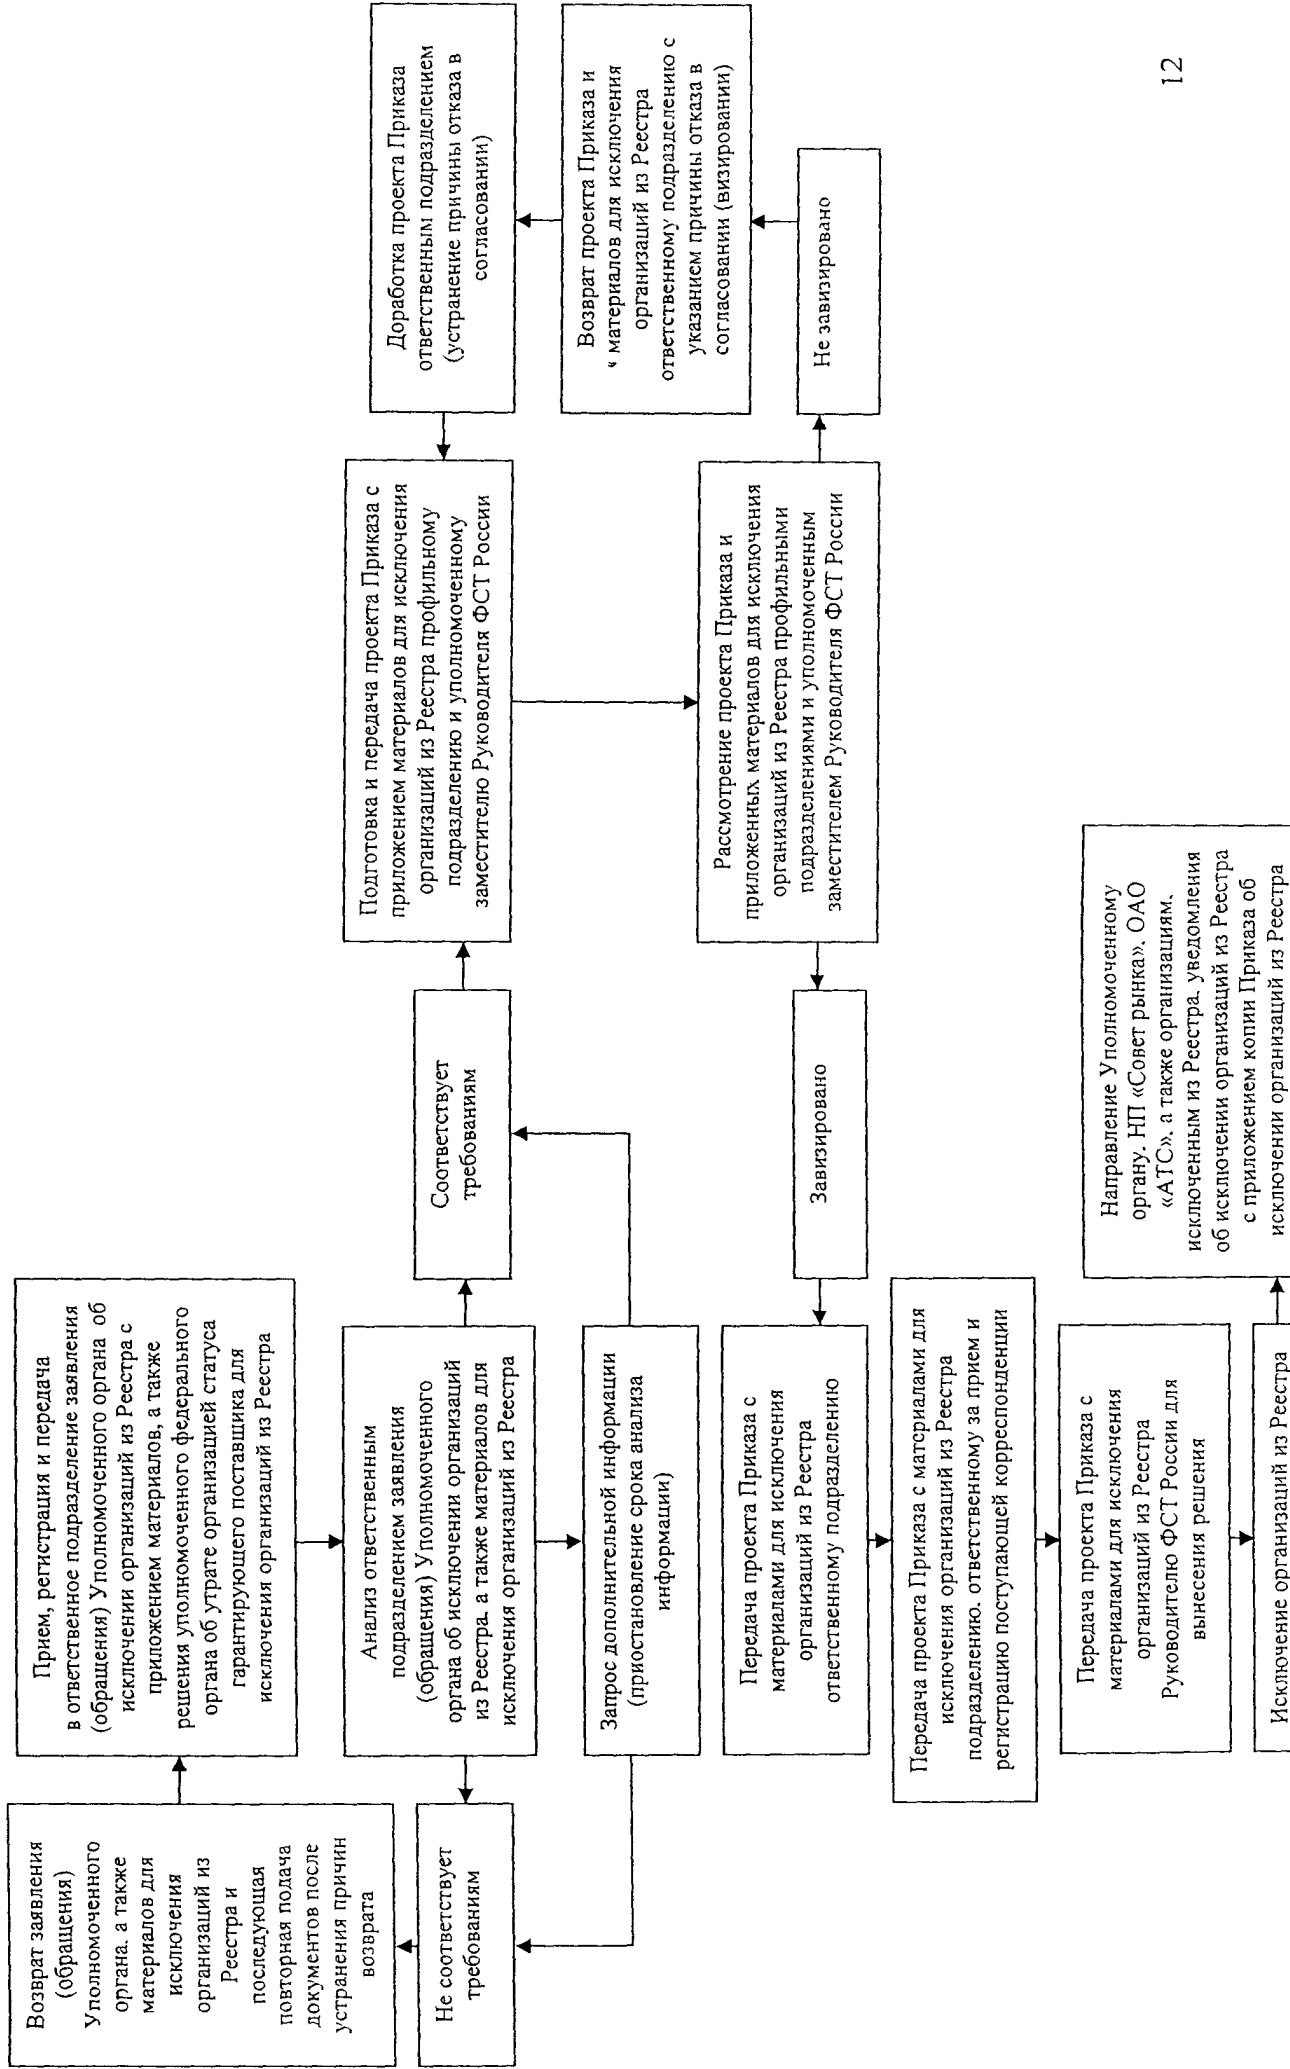 Возврат заявления
(обращения)
Уполномоченного
органа. а также
материалов для
исключения
организаций из
Реестра и
последующая
повторная подача
документов после
устранения причин
возврата
Прием, регистрация и передача
в ответственное подразделение заявления
(обращения) Уполномоченного органа об
исключении организаций из Реестра с
приложением материалов, а также
решения уполномоченного федерального
органа об утрате организацией статуса
гарантирующего поставщика для
исключения организаций из Реестра
Не соответствует
требованиям
Анализ ответственным
подразделением заявления
(обращения) Уполномоченного
органа об исключении организаций
из Реестра. а также материалов для
исключения организаций из Реестра
Соответствует
требованиям
Подготовка и передача проекта Приказа с
приложением материалов для исключения
организаций из Реестра профильному
подразделению и уполномоченному
заместителю Руководителя ФСТ России
Доработка проекта Приказа
ответственным подразделением
(устранение причины отказа в
согласовании)
Запрос дополнительной информации
(приостановление срока анализа
информации)
Возврат проекта Приказа и
материалов для исключения
организаций из Реестра
ответственному подразделению с
указанием причины отказа в
согласовании (визировании)
Передача проекта Приказа с
материалами для исключения
организаций из Реестра
ответственному подразделению
Завизировано
Рассмотрение проекта Приказа и
приложенных материалов для исключения
организаций из Реестра профильными
подразделениями и уполномоченным
заместителем Руководителя ФСТ России
Не завизировано
Передача проекта Приказа с материалами для
исключения организаций из Реестра
подразделению. ответственному за прием и
регистрацию поступающей корреспонденции
Передача проекта Приказа с
материалами для исключения
организаций из Реестра
Руководителю ФСТ России для
вынесения решения
Исключение организаций из Реестра
Направление Уполномоченному
органу. НП «Совет рынка». ОАО
«АТС». а также организациям.
исключенным из Реестра. уведомления
об исключении организаций из Реестра
с приложением копии Приказа об
исключении организаций из Реестра
12